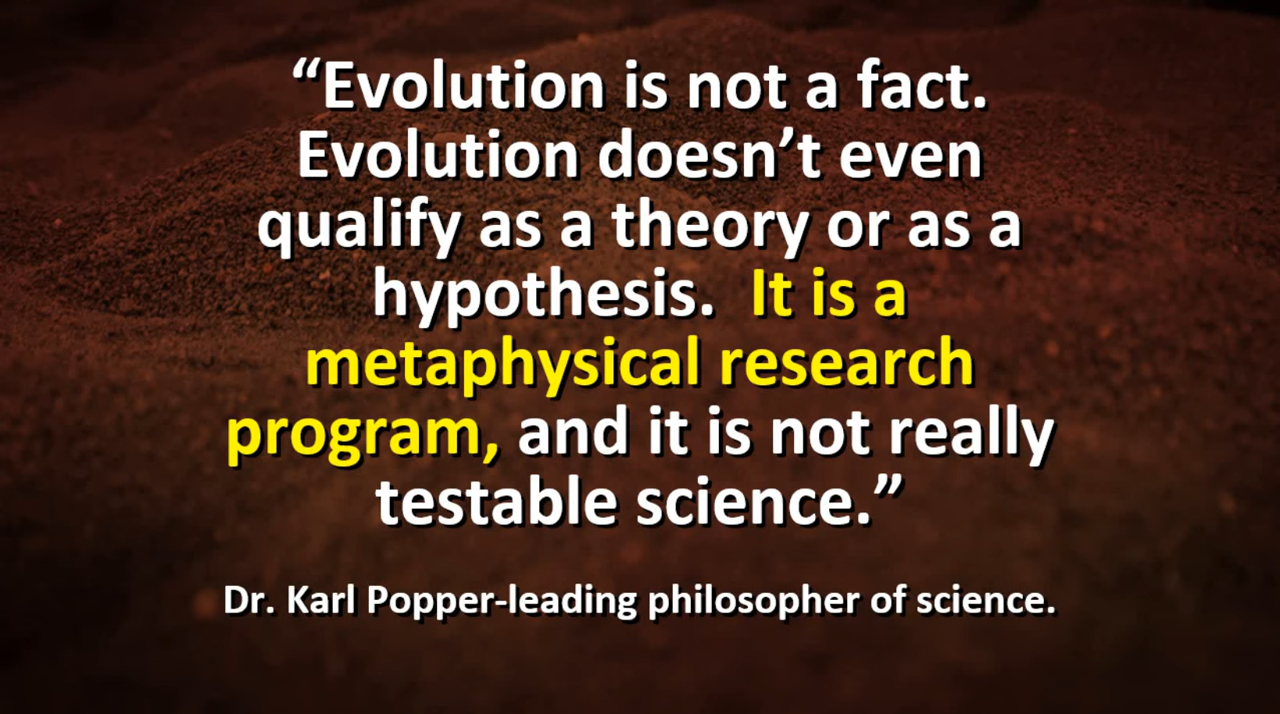 “Evolution is not a fact.
Evolution doesn’t even
qualify as a theory or as a
hypothesis.  It is a
metaphysical research
program, and it is not really
testable science.”
Dr. Karl Popper-leading philosopher of science.